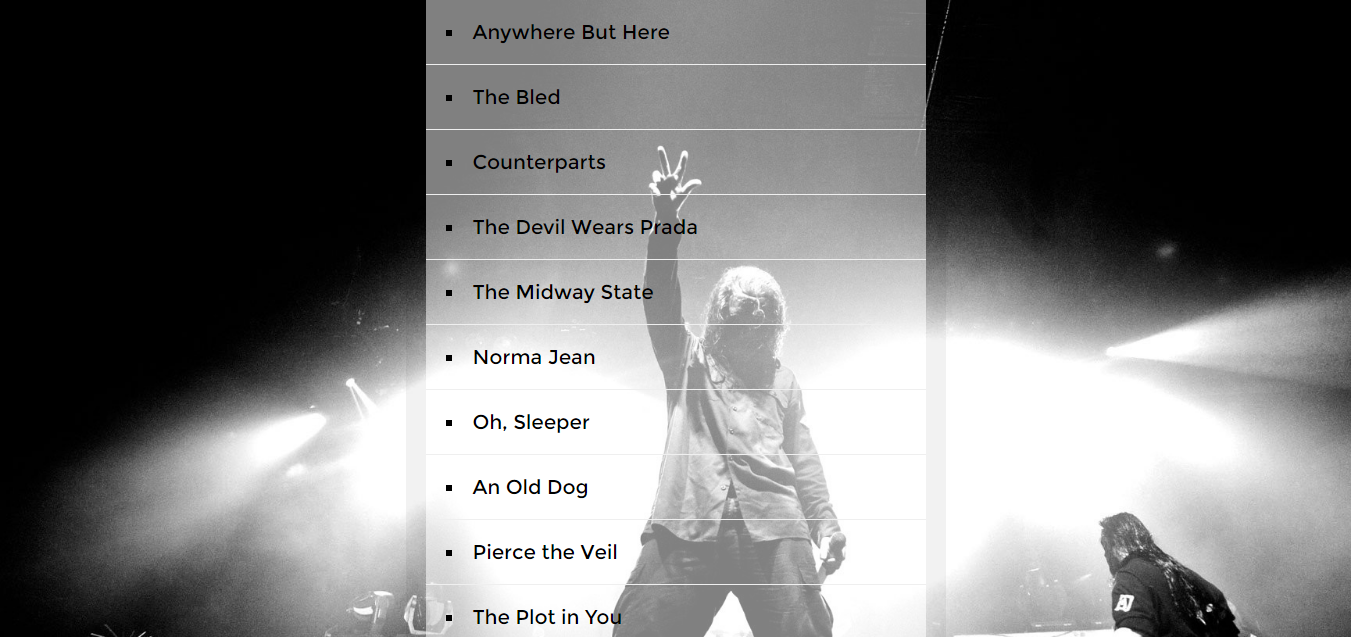 Anywhere But Here
The Bled
Counterparts
The Devil Wears Prada
The Midway State
Norma Jean
Oh, Sleeper
An Old Dog
Pierce the Veil
The Plot in You